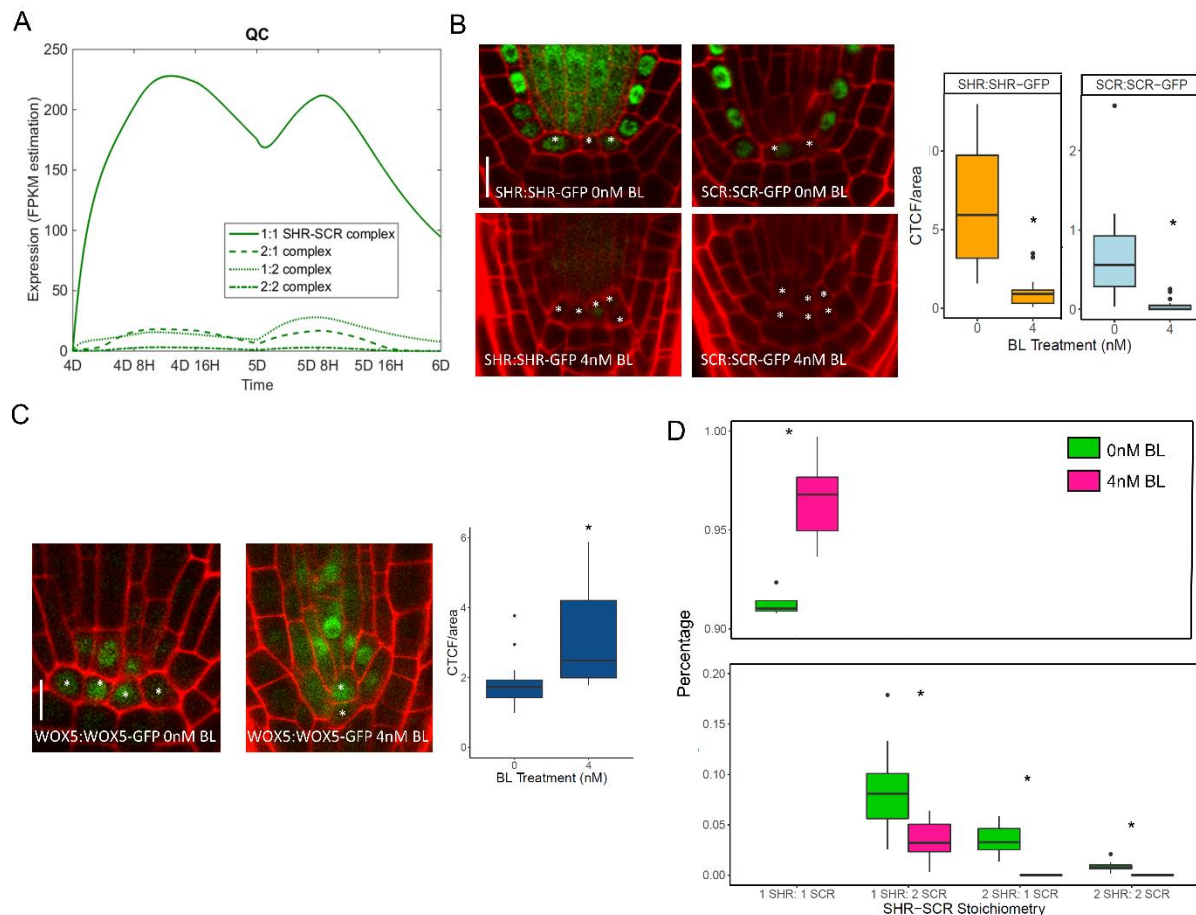 A
QC
Expression (FPKM estimation)
250
200
150
100
50
0
1:1 SHR-SCR complex
2:1 complex
1:2 complex
2:2 complex
4D
4D 8H
4D 16H
5D
5D 8H
5D 16H
6D
Time
B
SHR:SHR-GFP 0nM BL
SCR:SCR-GFP 0nM BL
SHR:SHR-GFP 4nM BL
SCR:SCR-GFP 4nM BL
SHR:SHR-GFP
SCR:SCR-GFP
CTCF/area
5
0
2
1
0
*
*
0
4
0
4
BL Treatment (nM)
C
WOX5:WOX5-GFP 0nM BL
WOX5:WOX5-GFP 4nM BL
CTCF/area
6
4
2
0
*
0
4
BL Treatment (nM)
D
0nM BL
4nM BL
Percentage
1.00
0.95
0.90
*
0.20
0.15
0.10
0.05
0.00
*
*
*
1 SHR: 1 SCR
1 SHR: 2 SCR
2 SHR: 1 SCR
2 SHR: 2 SCR
SHR-SCR Stoichiometry